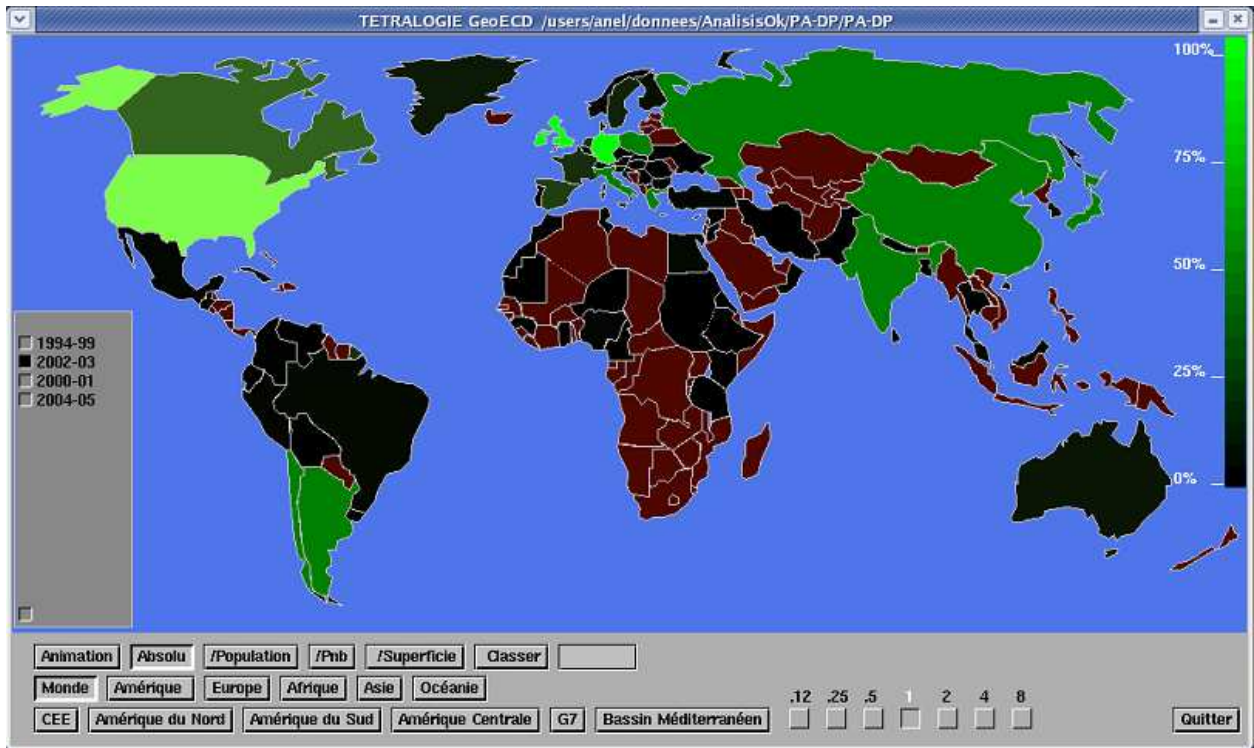 TETRALOGIE GeoECD /users/anel/donnees/AnalisisOk/PA-DP/PA-DP
100%
75%
50%
25%
0%
1994-99
2002-03
2000-01
2004-05
Animation Absolu /Population /Pnb /Superficie Classer
Monde Amérique Europe Afrique Asie Océanie
.12 .25 .5 1 2 4 8
CEE Amérique du Nord Amérique du Sud Amérique Centrale G7 Bassin Méditerranéen Quitter